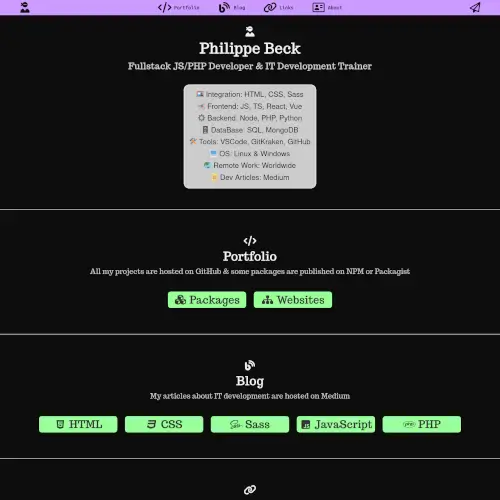 Portfolio Blog Links About
Philippe Beck
Fullstack JS/PHP Developer & IT Development Trainer
Integration: HTML, CSS, Sass
Frontend: JS, TS, React, Vue
Backend: Node, PHP, Python
DataBase: SQL, MongoDB
Tools: VSCode, GitKraken, GitHub
OS: Linux & Windows
Remote Work: Worldwide
Dev Articles: Medium
Portfolio
All my projects are hosted on GitHub & some packages are published on NPM or Packagist
Packages Websites
Blog
My articles about IT development are hosted on Medium
HTML CSS Sass JavaScript PHP